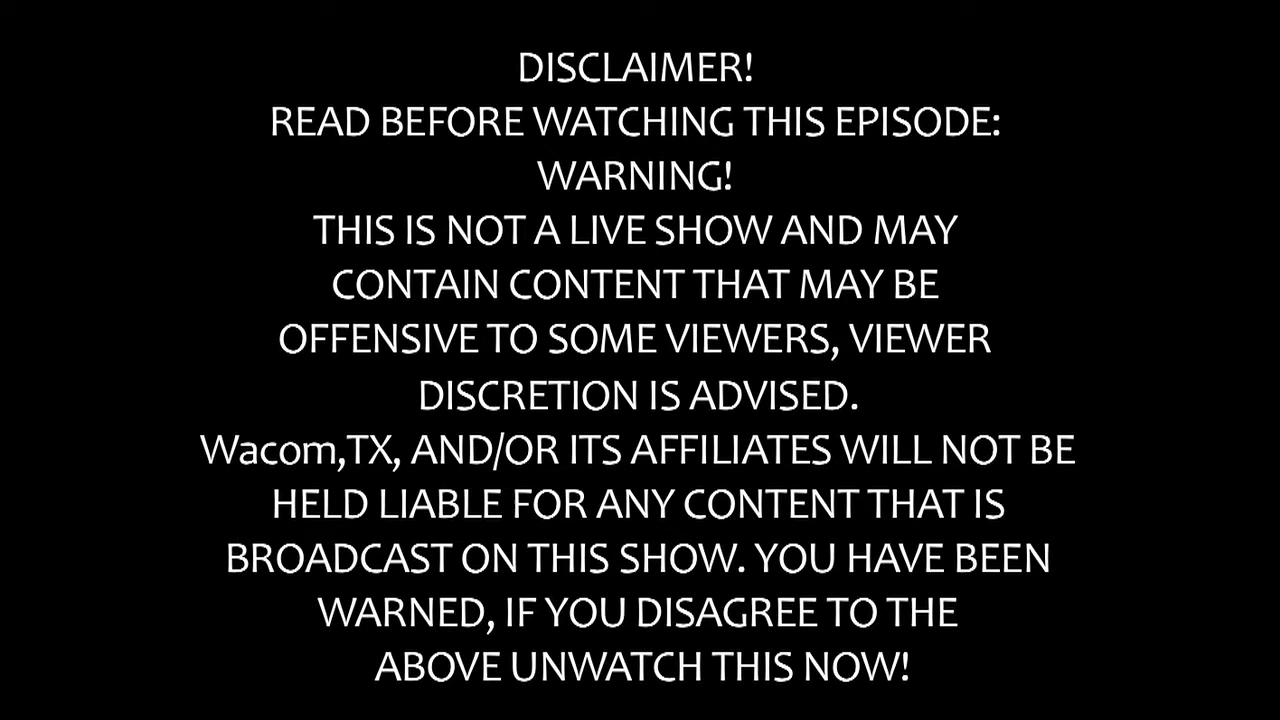 DISCLAIMER!
READ BEFORE WATCHING THIS EPISODE:
WARNING!
THIS IS NOT A LIVE SHOW AND MAY
CONTAIN CONTENT THAT MAY BE
OFFENSIVE TO SOME VIEWERS, VIEWER
DISCRETION IS ADVISED.
Wacom,TX, AND/OR ITS AFFILIATES WILL NOT BE
HELD LIABLE FOR ANY CONTENT THAT IS
BROADCAST ON THIS SHOW. YOU HAVE BEEN
WARNED, IF YOU DISAGREE TO THE
ABOVE UNWATCH THIS NOW!